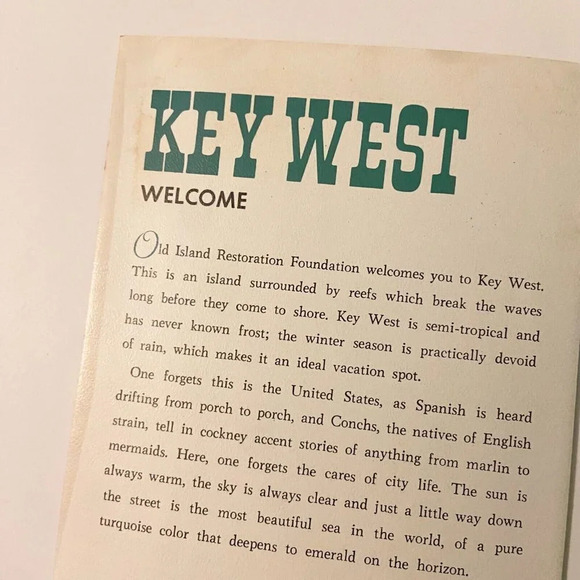 KEY WEST
WELCOME
Old Island Restoration Foundation welcomes you to Key West.
This is an island surrounded by reefs which break the waves
long before they come to shore. Key West is semi-tropical and
has never known frost; the winter season is practically devoid
of rain, which makes it an ideal vacation spot.
One forgets this is the United States, as Spanish is heard
drifting from porch to porch, and Conchs, the natives of English
strain, tell in cockney accent stories of anything from marlin to
mermaids. Here, one forgets the cares of city life. The sun is
always warm, the sky is always clear and just a little way down
the street is the most beautiful sea in the world, of a pure
turquoise color that deepens to emerald on the horizon.